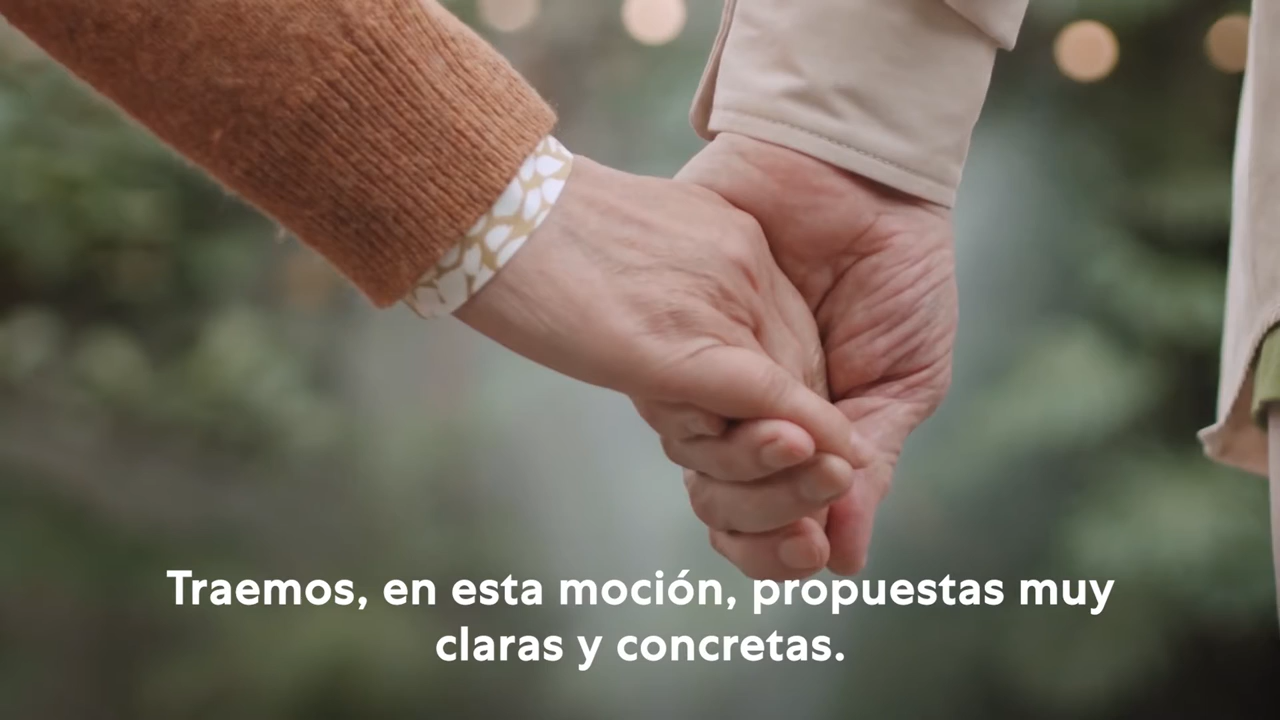 Traemos, en esta moción, propuestas muy
claras y concretas.